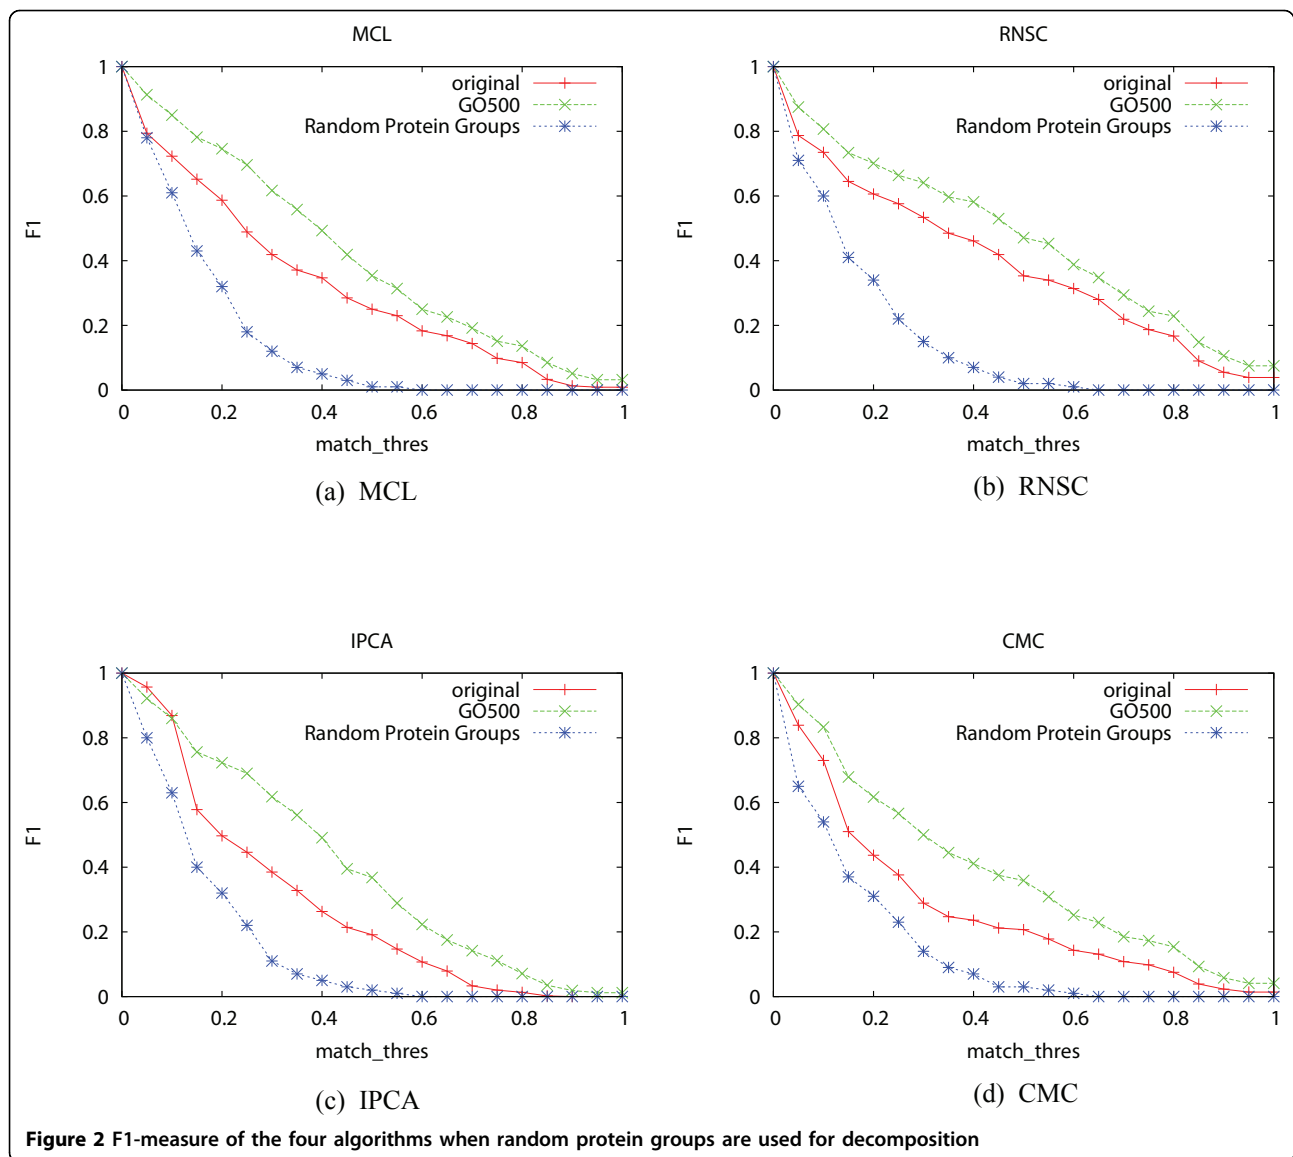 MCL
1
0.8
0.6
0.4
0.2
0
F1
original
GO500
Random Protein Groups
0 0.2 0.4 0.6 0.8 1
match_thres
(a) MCL
RNSC
1
0.8
0.6
0.4
0.2
0
F1
original
GO500
Random Protein Groups
0 0.2 0.4 0.6 0.8 1
match_thres
(b) RNSC
IPCA
1
0.8
0.6
0.4
0.2
0
F1
original
GO500
Random Protein Groups
0 0.2 0.4 0.6 0.8 1
match_thres
(c) IPCA
CMC
1
0.8
0.6
0.4
0.2
0
F1
original
GO500
Random Protein Groups
0 0.2 0.4 0.6 0.8 1
match_thres
(d) CMC
Figure 2 F1-measure of the four algorithms when random protein groups are used for decomposition